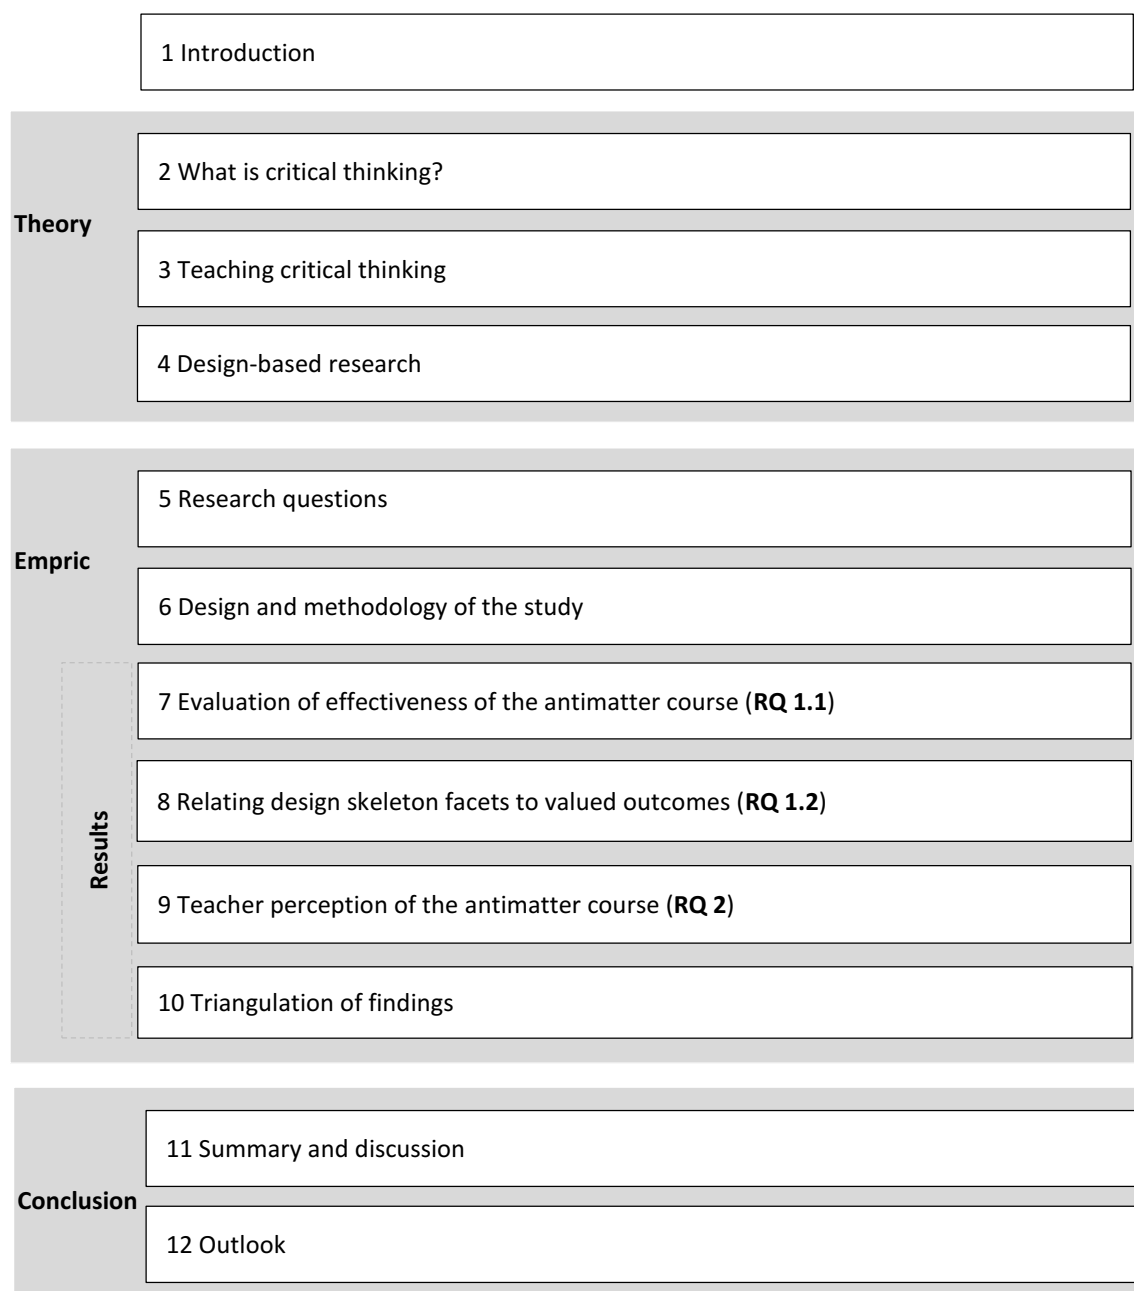 1 Introduction
Theory
2 What is critical thinking?
3 Teaching critical thinking
4 Design-based research
Empric
5 Research questions
6 Design and methodology of the study
Results
7 Evaluation of effectiveness of the antimatter course (RQ 1.1)
8 Relating design skeleton facets to valued outcomes (RQ 1.2)
9 Teacher perception of the antimatter course (RQ 2)
10 Triangulation of findings
Conclusion
11 Summary and discussion
12 Outlook